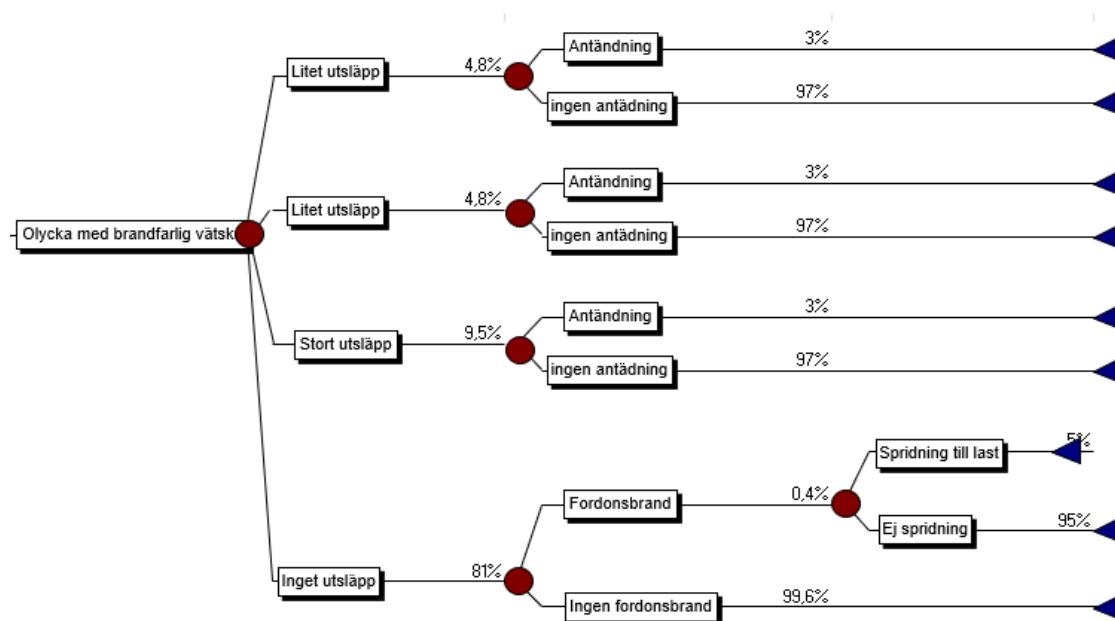 Antändning 3%
Litet utsläpp 4,8%
ingen antädning 97%
Antändning 3%
Litet utsläpp 4,8%
ingen antädning 97%
Olycka med brandfarlig vätsk
Antändning 3%
Stort utsläpp 9,5%
ingen antädning 97%
Spridning till last 5%
Fordonsbrand 0,4%
Ej spridning 95%
Inget utsläpp 81%
Ingen fordonsbrand 99,6%